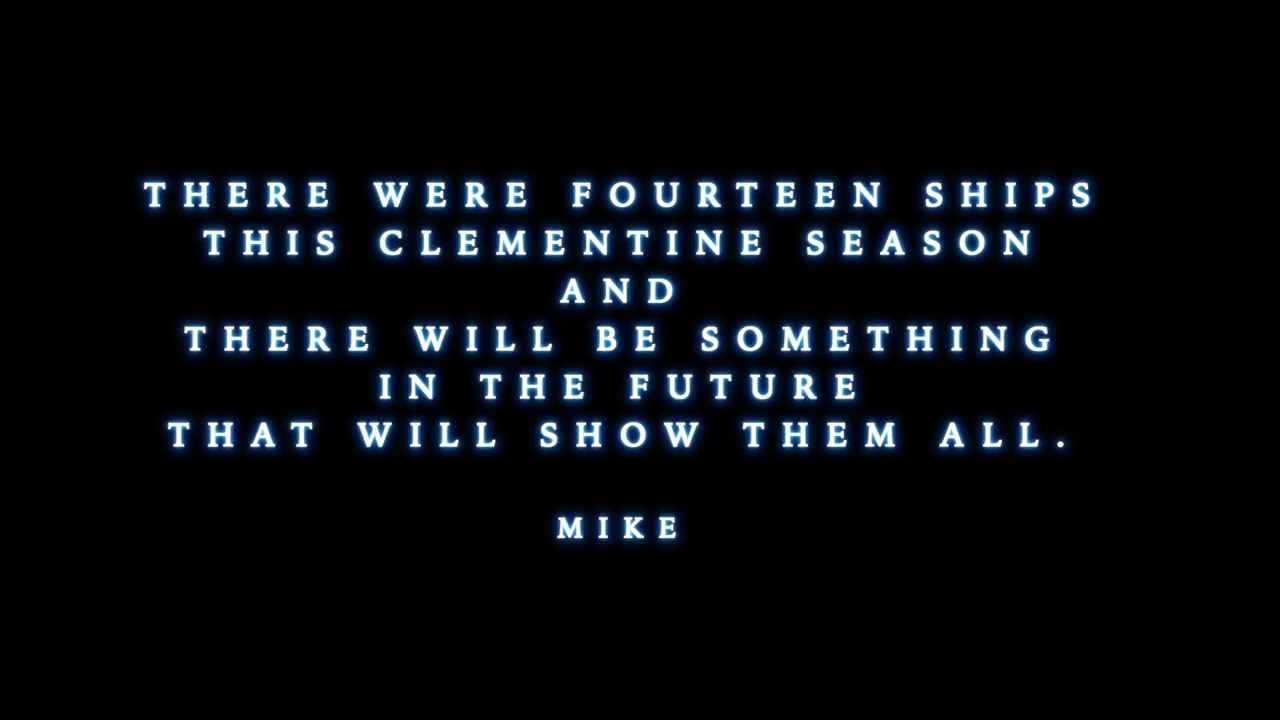 THERE WERE FOURTEEN SHIPS
THIS CLEMENTINE SEASON
AND
THERE WILL BE SOMETHING
IN THE FUTURE
THAT WILL SHOW THEM ALL.
MIKE